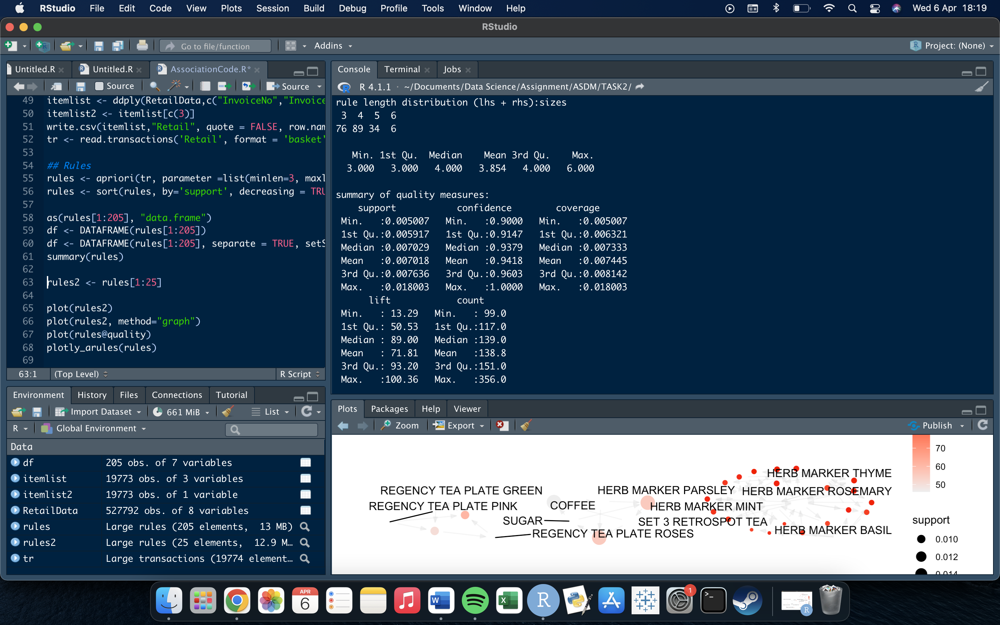 RStudio File Edit Code View Plots Session Build Debug Profile Tools Window Help Wed 6 Apr 18:19
RStudio
Go to file/function Addins Project: (None)
Untitled.R Untitled.R AssociationCode.R*
Source Source
49 itemlist <- ddply(RetailData,c("InvoiceNo","Invoice
50 itemlist2 <- itemlist[c(3)]
51 write.csv(itemlist,"Retail", quote = FALSE, row.nam
52 tr <- read.transactions('Retail', format = 'basket'
53
54 ## Rules
55 rules <- apriori(tr, parameter =list(minlen=3, maxl
56 rules <- sort(rules, by='support', decreasing = TRU
57
58 as(rules[1:205], "data.frame")
59 df <- DATAFRAME(rules[1:205])
60 df <- DATAFRAME(rules[1:205], separate = TRUE, setS
61 summary(rules)
62
63 rules2 <- rules[1:25]
64
65 plot(rules2)
66 plot(rules2, method="graph")
67 plot(rules@quality)
68 plotly_arules(rules)
69
63:1 (Top Level) R Script
Console Terminal Jobs
R 4.1.1 · ~/Documents/Data Science/Assignment/ASDM/TASK2/
rule length distribution (lhs + rhs):sizes
3 4 5 6
76 89 34 6
Min. 1st Qu. Median Mean 3rd Qu. Max.
3.000 3.000 4.000 3.854 4.000 6.000
summary of quality measures:
support confidence coverage
Min. :0.005007 Min. :0.9000 Min. :0.005007
1st Qu.:0.005917 1st Qu.:0.9147 1st Qu.:0.006321
Median :0.007029 Median :0.9379 Median :0.007333
Mean :0.007018 Mean :0.9418 Mean :0.007445
3rd Qu.:0.007636 3rd Qu.:0.9603 3rd Qu.:0.008142
Max. :0.018003 Max. :1.0000 Max. :0.018003
lift count
Min. : 13.29 Min. : 99.0
1st Qu.: 50.53 1st Qu.:117.0
Median : 89.00 Median :139.0
Mean : 71.81 Mean :138.8
3rd Qu.: 93.20 3rd Qu.:151.0
Max. :100.36 Max. :356.0
Environment History Files Connections Tutorial
Import Dataset 661 MiB List
R Global Environment
Data
df 205 obs. of 7 variables
itemlist 19773 obs. of 3 variables
itemlist2 19773 obs. of 1 variable
RetailData 527792 obs. of 8 variables
rules Large rules (205 elements, 13 MB)
rules2 Large rules (25 elements, 12.9 M…
tr Large transactions (19774 element…
Plots Packages Help Viewer
Zoom Export Publish
70
60
50
HERB MARKER THYME
REGENCY TEA PLATE GREEN HERB MARKER PARSLEY HERB MARKER ROSEMARY
REGENCY TEA PLATE PINK COFFEE HERB MARKER MINT
SUGAR SET 3 RETROSPOT TEA
REGENCY TEA PLATE ROSES HERB MARKER BASIL
support
0.010
0.012
0.014
APR
6
W
X
R
1
>_
R